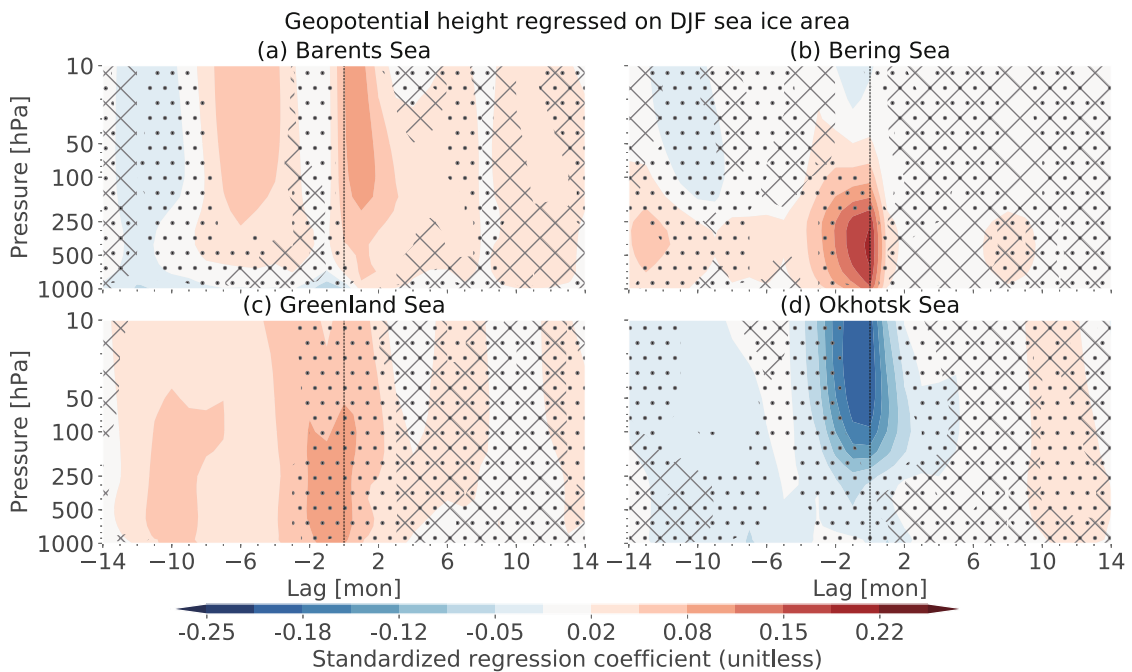 Geopotential height regressed on DJF sea ice area
(a) Barents Sea
(b) Bering Sea
10
50
100
250
500
1000
Pressure [hPa]
(c) Greenland Sea
(d) Okhotsk Sea
10
50
100
250
500
1000
Pressure [hPa]
−14 −10 −6 −2 2 6 10 14
−14 −10 −6 −2 2 6 10 14
Lag [mon]
Lag [mon]
-0.25 -0.18 -0.12 -0.05 0.02 0.08 0.15 0.22
Standardized regression coefficient (unitless)